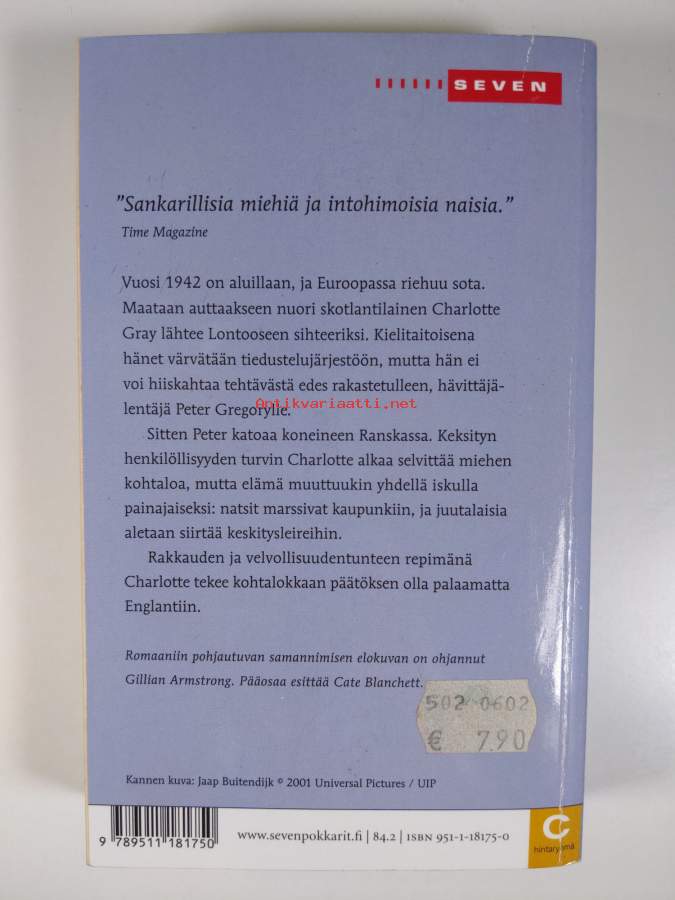 SEVEN
”Sankarillisia miehiä ja intohimoisia naisia.”
Time Magazine
Vuosi 1942 on aluillaan, ja Euroopassa riehuu sota.
Maataan auttaakseen nuori skotlantilainen Charlotte
Gray lähtee Lontooseen sihteeriksi. Kielitaitoisena
hänet värvätään tiedustelujärjestöön, mutta hän ei
voi hiiskahtaa tehtävästä edes rakastetulleen, hävittäjä-
lentäjä Peter Gregorylle.
Antikvariaatti.net
Sitten Peter katoaa koneineen Ranskassa. Keksityn
henkilöllisyyden turvin Charlotte alkaa selvittää miehen
kohtaloa, mutta elämä muuttuukin yhdellä iskulla
painajaiseksi: natsit marssivat kaupunkiin, ja juutalaisia
aletaan siirtää keskitysleireihin.
Rakkauden ja velvollisuudentunteen repimänä
Charlotte tekee kohtalokkaan päätöksen olla palaamatta
Englantiin.
Romaaniin pohjautuvan samannimisen elokuvan on ohjannut
Gillian Armstrong. Pääosaa esittää Cate Blanchett.
502 0602
€ 7.90
Kannen kuva: Jaap Buitendijk © 2001 Universal Pictures / UIP
9 789511 181750
www.sevenpokkarit.fi | 84.2 | ISBN 951-1-18175-0
C
hintaryhmä